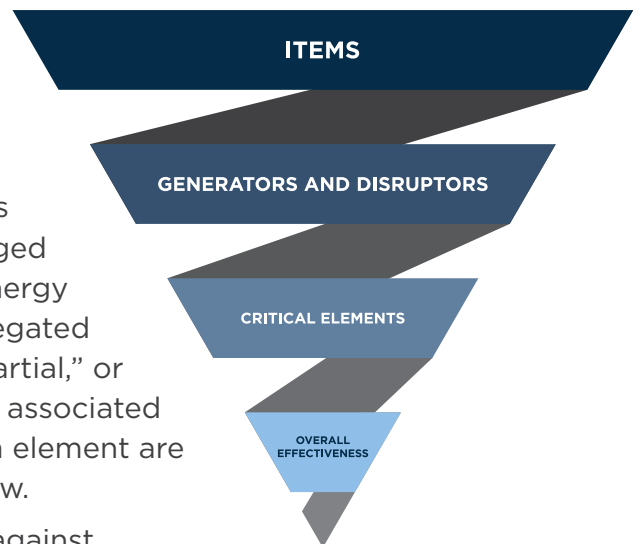 ITEMS
GENERATORS AND DISRUPTORS
CRITICAL ELEMENTS
OVERALL
EFFECTIVENESS
s
ged
nergy
egated
artial,” or
associated
element are
w.
against